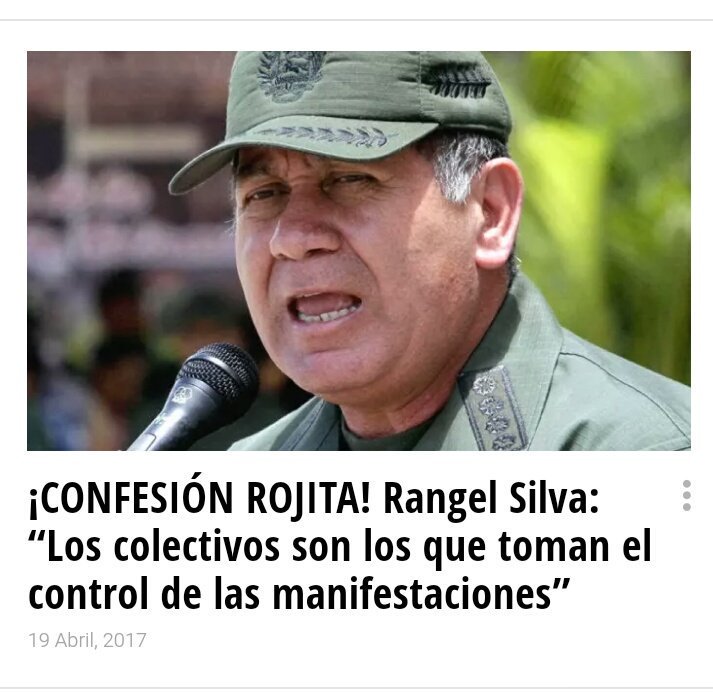 ¡CONFESIÓN ROJITA! Rangel Silva:
“Los colectivos son los que toman el
control de las manifestaciones”
19 Abril, 2017